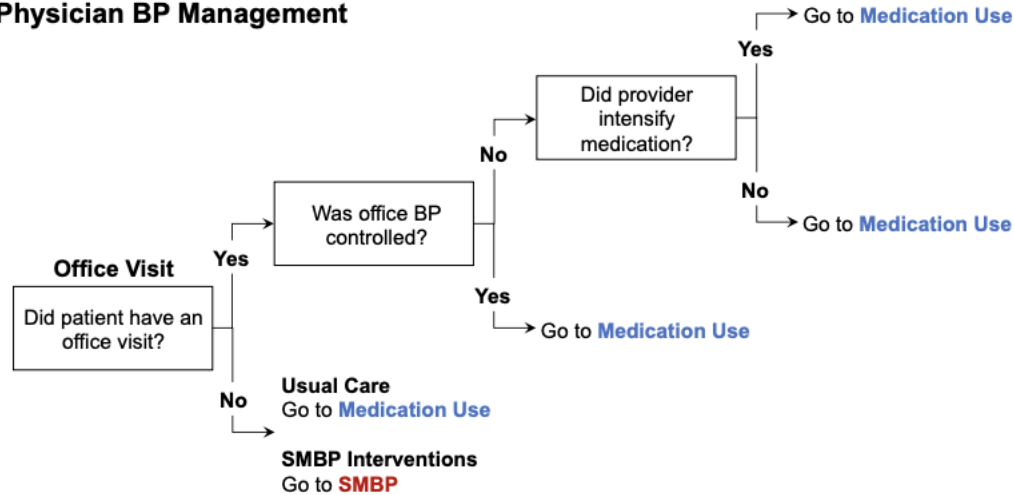 Physician BP Management
Go to Medication Use
Yes
Did provider
intensify
medication?
No
No
Go to Medication Use
Was office BP
controlled?
Yes
Office Visit
Yes
Go to Medication Use
Did patient have an
office visit?
No
Usual Care
Go to Medication Use
SMBP Interventions
Go to SMBP